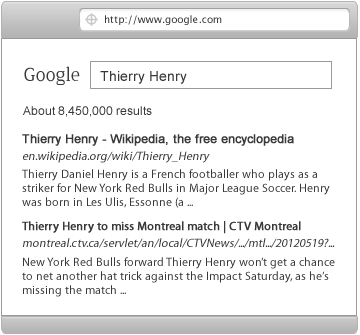 http://www.google.com
Google Thierry Henry
About 8,450,000 results
Thierry Henry - Wikipedia, the free encyclopedia
en.wikipedia.org/wiki/Thierry_Henry
Thierry Daniel Henry is a French footballer who plays as a
striker for New York Red Bulls in Major League Soccer. Henry
was born in Les Ulis, Essonne (a ...
Thierry Henry to miss Montreal match | CTV Montreal
montreal.ctv.ca/servlet/an/local/CTVNews/.../mtl.../20120519?...
New York Red Bulls forward Thierry Henry won't get a chance
to net another hat trick against the Impact Saturday, as he's
missing the match ...